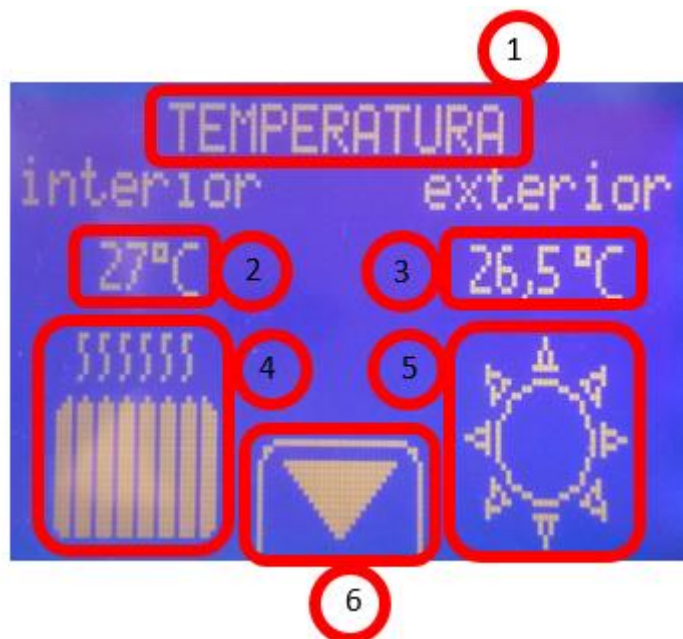 1
TEMPERATURA
interior exterior
27°C 2 3 26,5°C
4 5
6